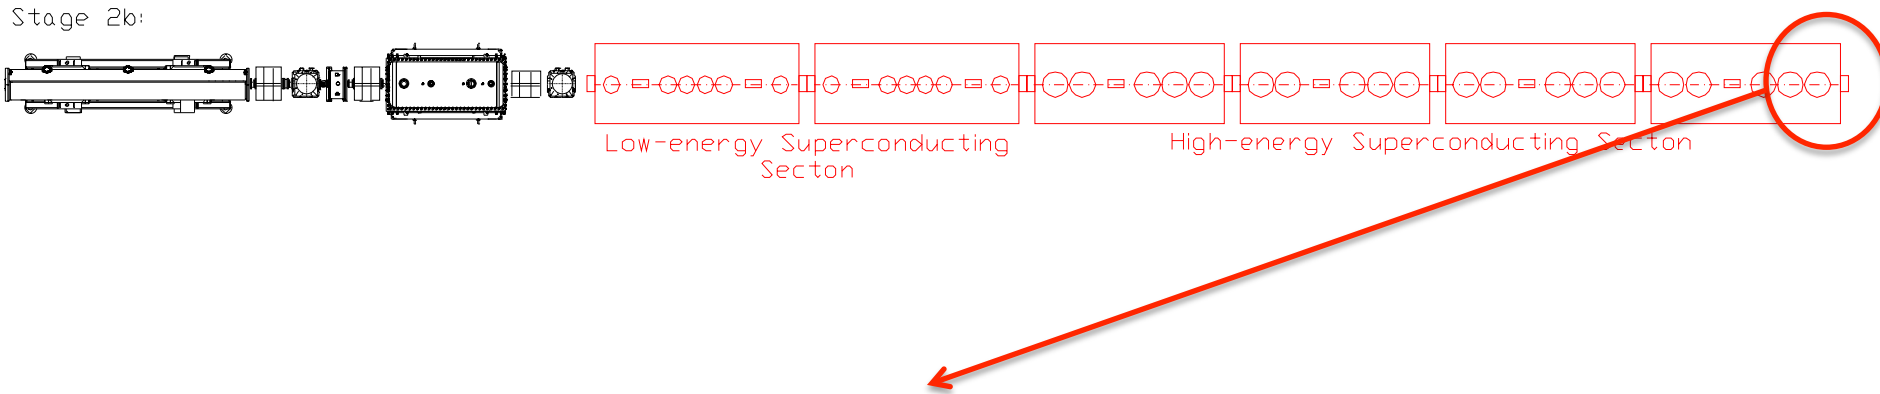 Stage 2b:
Low-energy Superconducting
Secton
High-energy Superconducting Secton